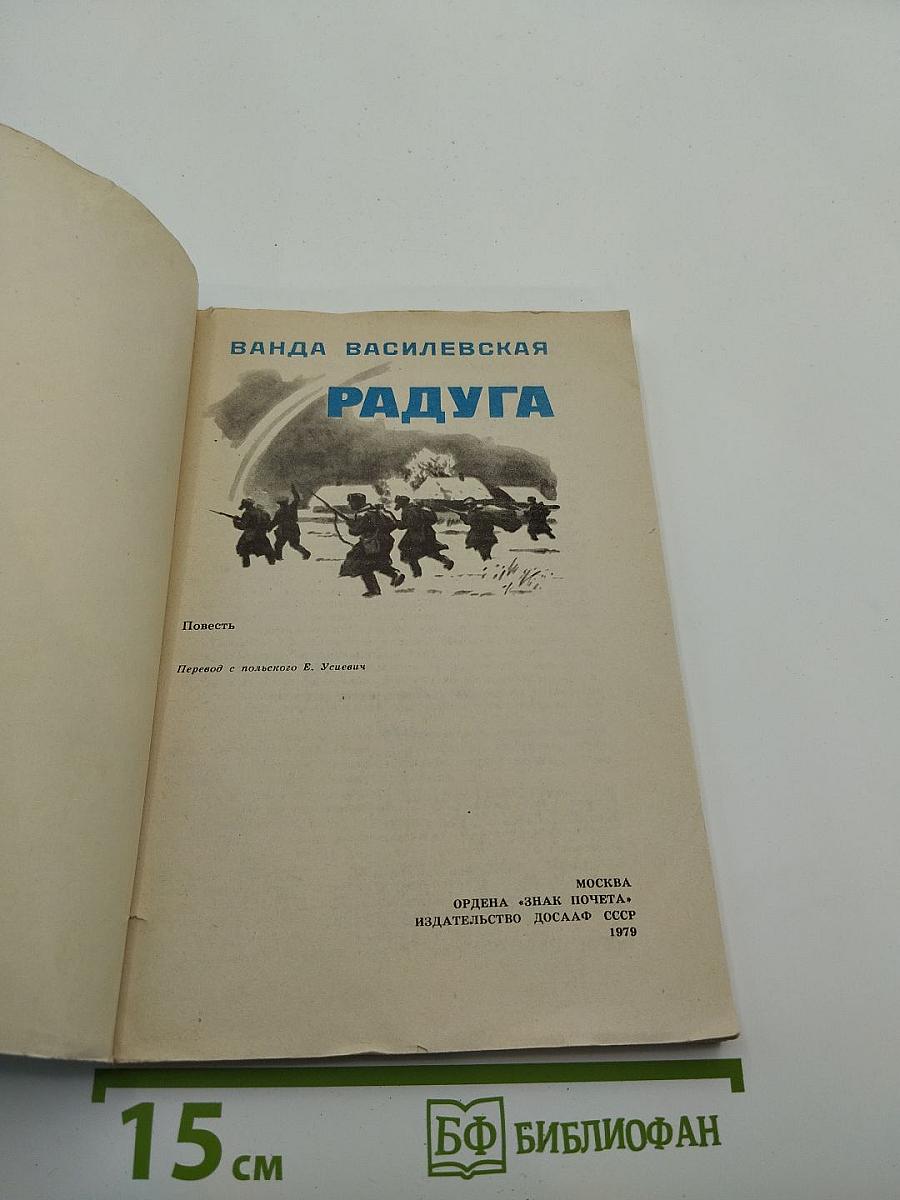 ВАНДА ВАСИЛЕВСКАЯ
РАДУГА
Повесть
Перевод с польского Е. Усиевич
МОСКВА
ОРДЕНА «ЗНАК ПОЧЕТА»
ИЗДАТЕЛЬСТВО ДОСААФ СССР
1979
15 см
БФ БИБЛИОФАН